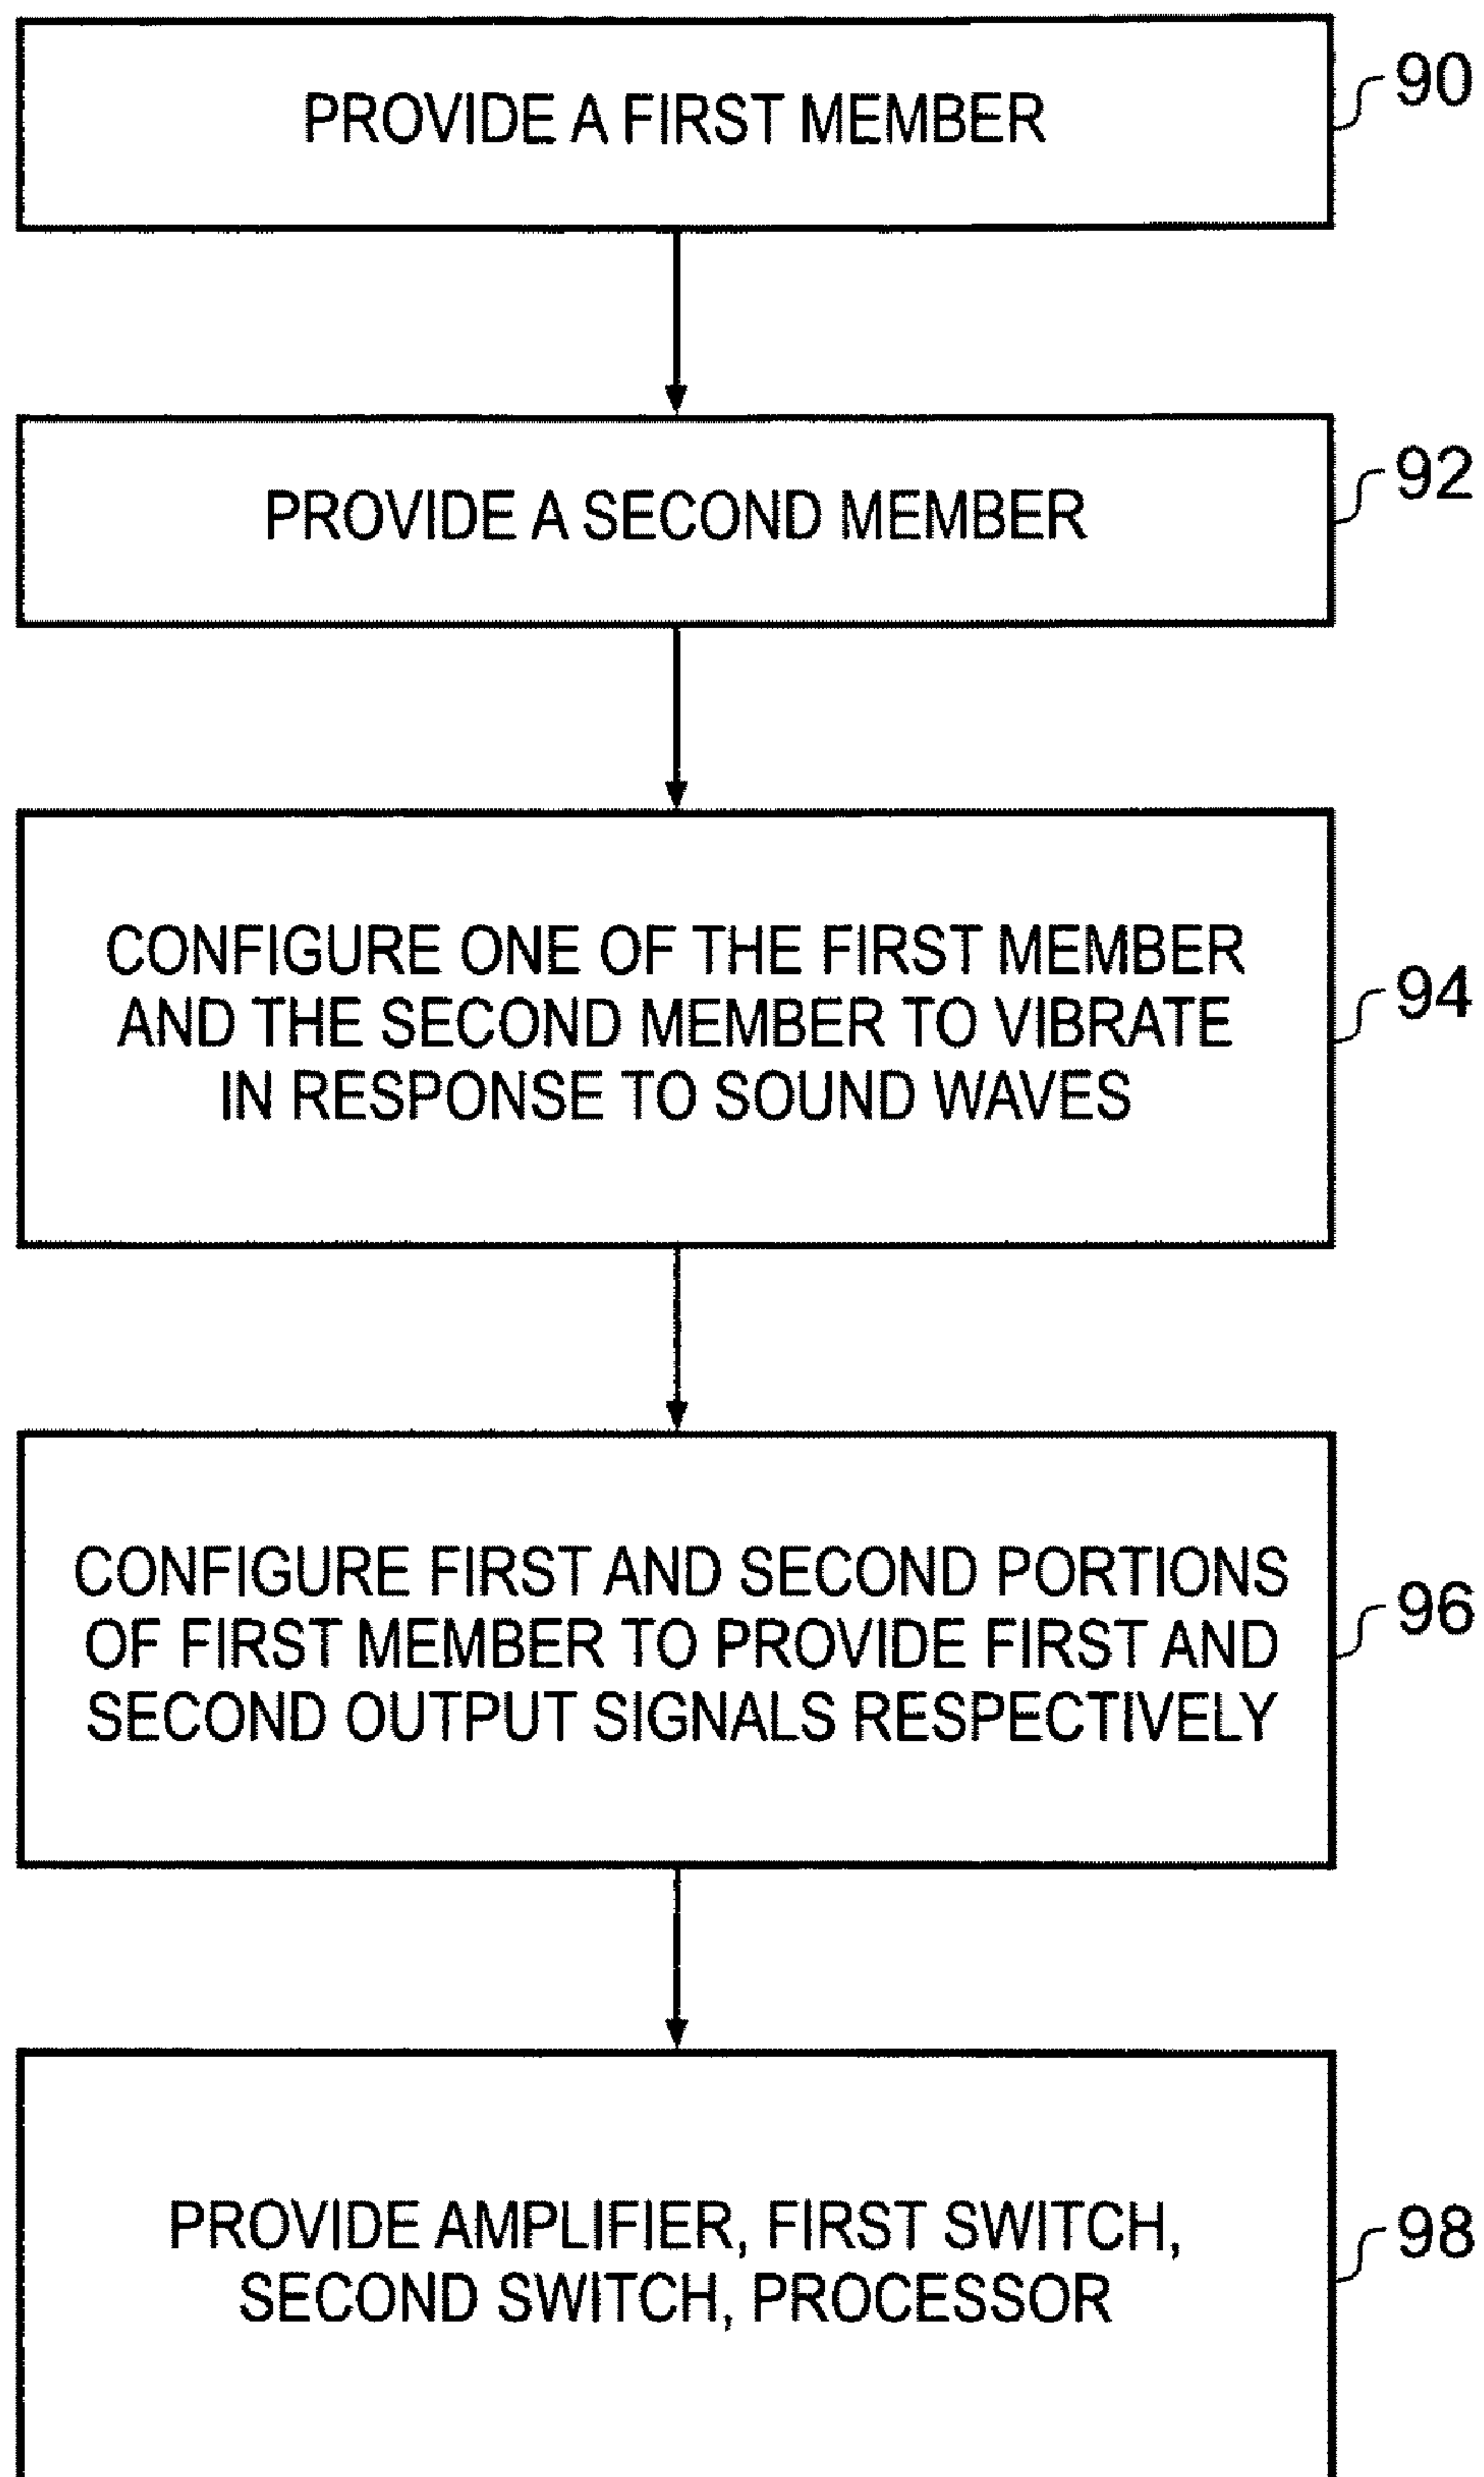 PROVIDE A FIRST MEMBER
90
PROVIDE A SECOND MEMBER
92
CONFIGURE ONE OF THE FIRST MEMBER
AND THE SECOND MEMBER TO VIBRATE
IN RESPONSE TO SOUND WAVES
94
CONFIGURE FIRST AND SECOND PORTIONS
OF FIRST MEMBER TO PROVIDE FIRST AND
SECOND OUTPUT SIGNALS RESPECTIVELY
96
PROVIDE AMPLIFIER, FIRST SWITCH,
SECOND SWITCH, PROCESSOR
98